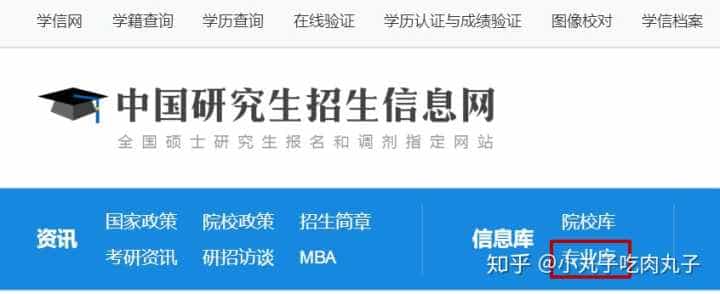 学信网 学籍查询 学历查询 在线验证 学历认证与成绩验证 图像校对 学信档案
中国研究生招生信息网
全国硕士研究生报名和调剂指定网站
资讯 国家政策 院校政策 招生简章 信息库 院校库
考研资讯 研招访谈 MBA 专业库
知乎 @小丸子吃肉丸子